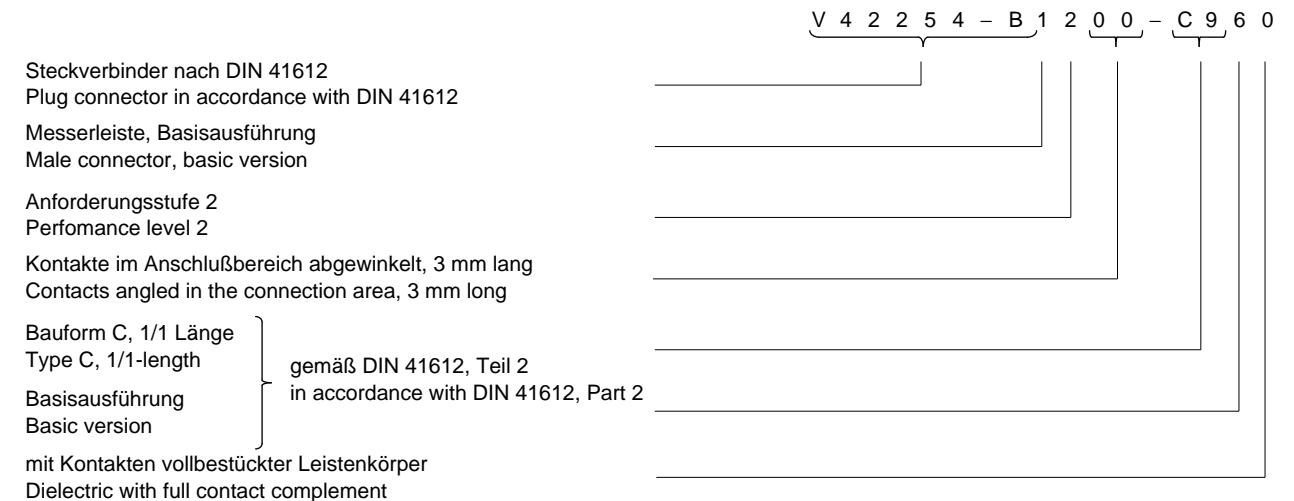 V 4 2 2 5 4 – B 1 2 0 0 – C 9 6 0
Steckverbinder nach DIN 41612
Plug connector in accordance with DIN 41612
Messerleiste, Basisausführung
Male connector, basic version
Anforderungsstufe 2
Perfomance level 2
Kontakte im Anschlußbereich abgewinkelt, 3 mm lang
Contacts angled in the connection area, 3 mm long
Bauform C, 1/1 Länge
Type C, 1/1-length
gemäß DIN 41612, Teil 2
in accordance with DIN 41612, Part 2
Basisausführung
Basic version
mit Kontakten vollbestückter Leistenkörper
Dielectric with full contact complement